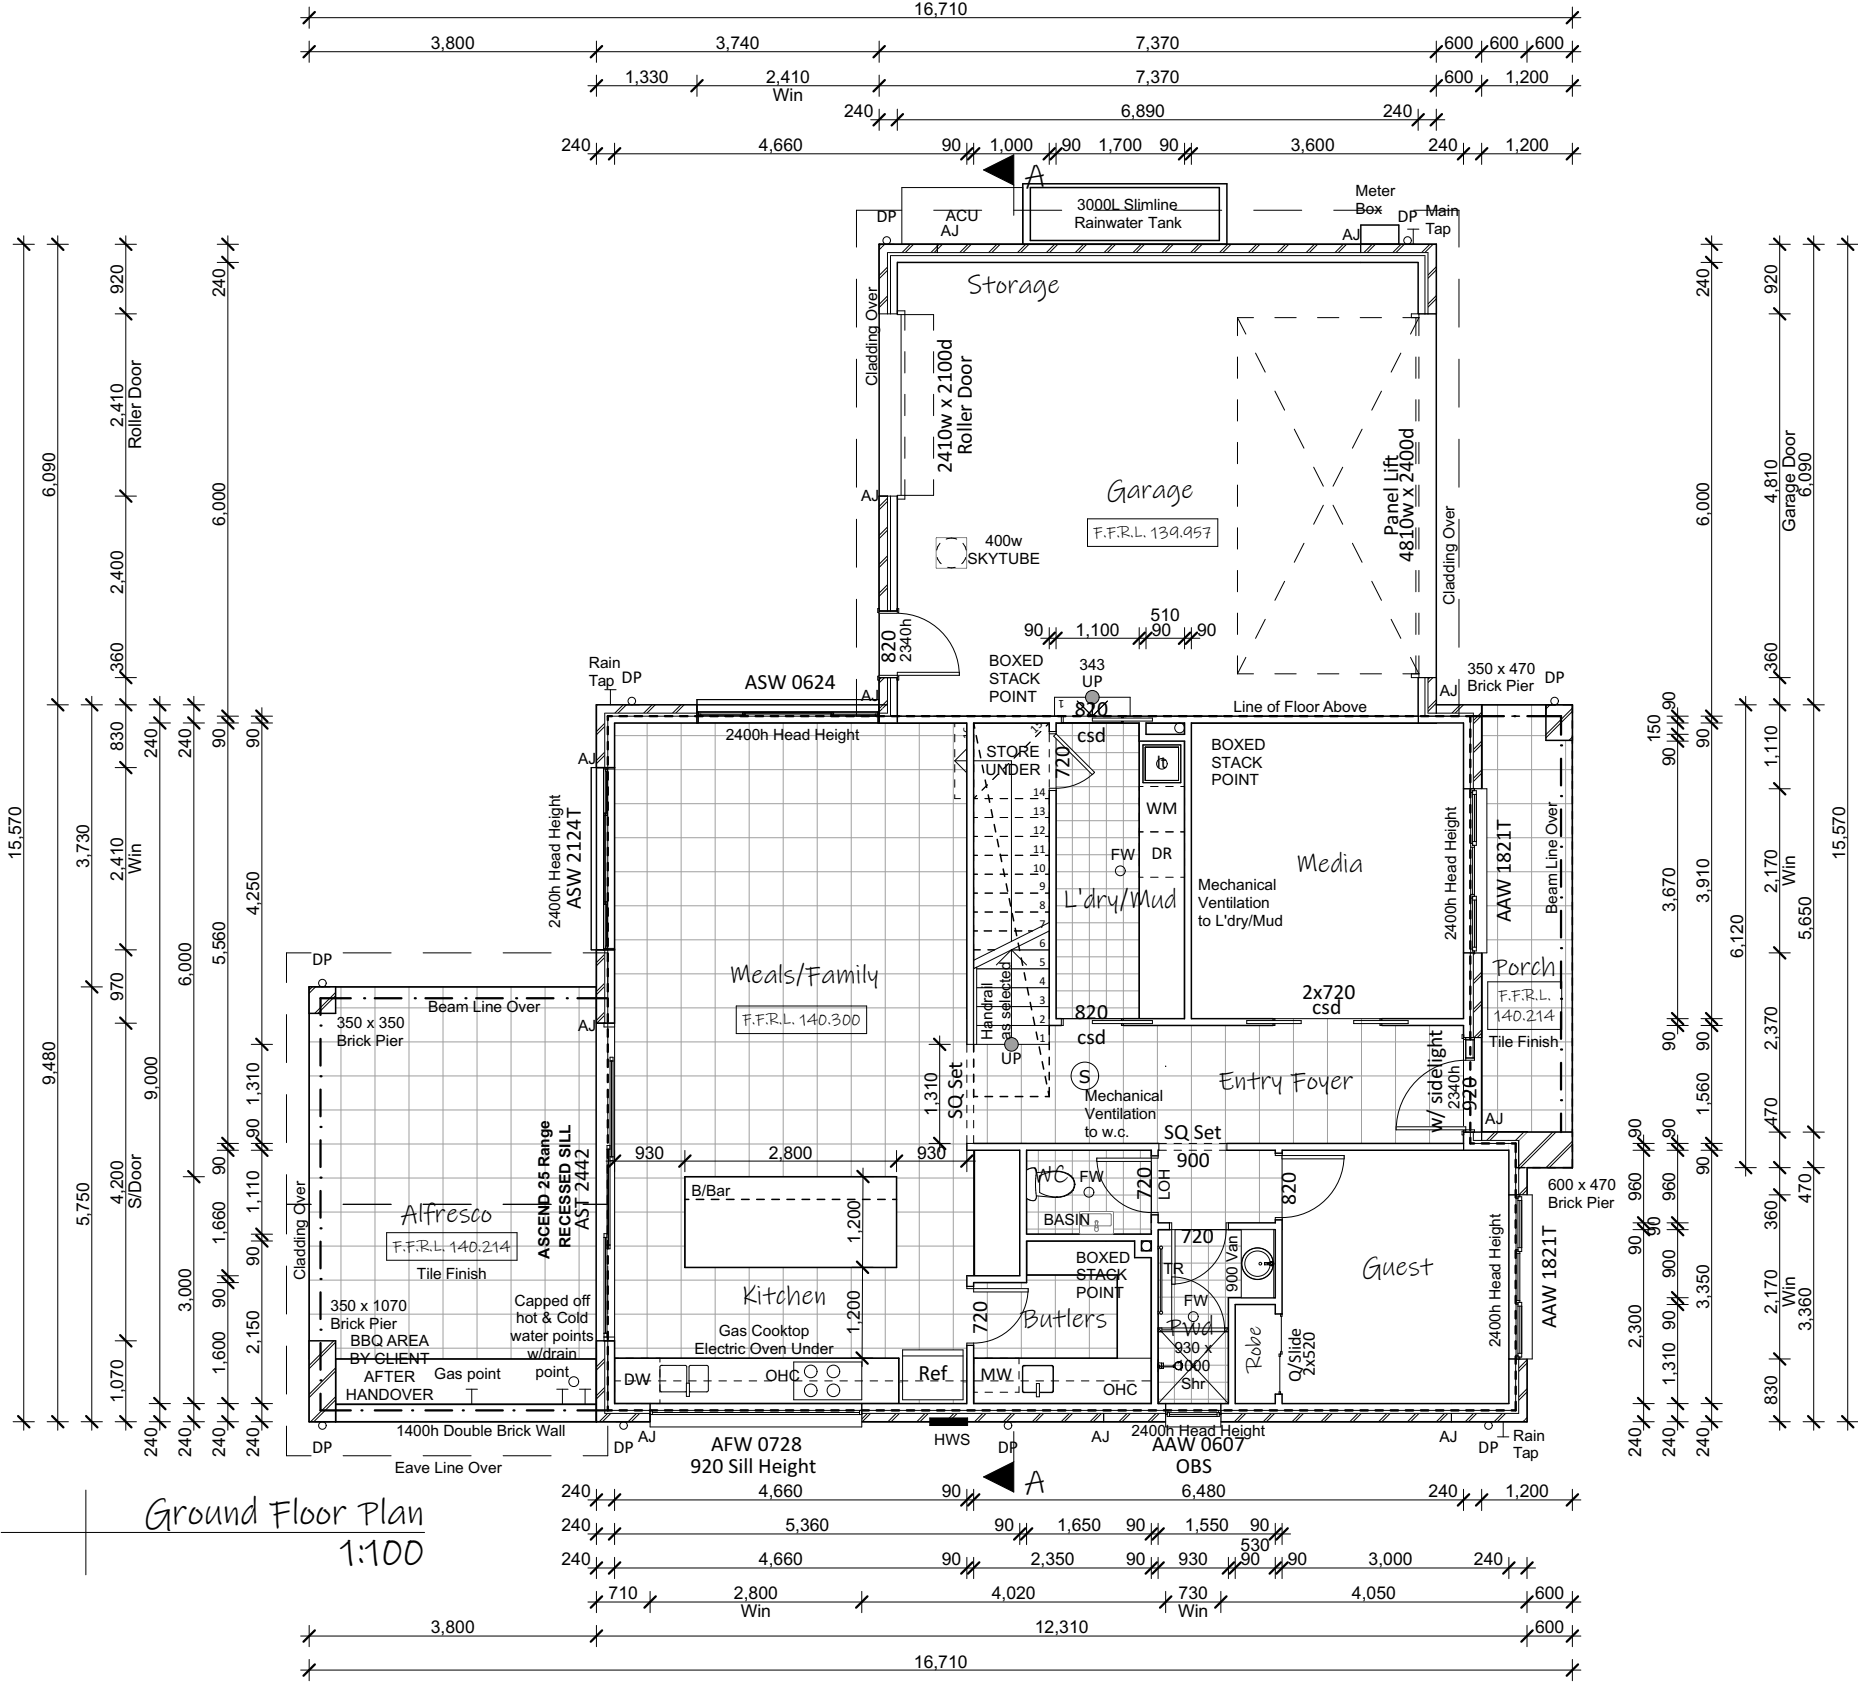 16,710
3,800 3,740 7,370 600 600 600
1,330 2,410 7,370 600 1,200
Win
240 6,890 240
240 4,660 90 1,000 90 1,700 90 3,600 240 1,200
A
DP
ACU
AJ
3000L Slimline
Rainwater Tank
Meter
Box
AJ
DP
Main
Tap
Storage
Cladding Over
2410w x 2100d
Roller Door
AJ
Garage
F.F.R.L. 139.957
Panel Lift
4810w x 2400d
Cladding Over
400w
SKYTUBE
820
2340h
510
90 1,100 90 90
BOXED
STACK
POINT
343
UP
1
Rain
Tap
DP
ASW 0624
AJ
820
csd
Line of Floor Above
AJ
350 x 470
Brick Pier
DP
2400h Head Height
STORE
UNDER
720
BOXED
STACK
POINT
AJ
2400h Head Height
ASW 2124T
14
13
12
11
10
9
8
7
6
5
4
3
2
1
WM
DR
FW
L'dry/Mud
Mechanical
Ventilation
to L'dry/Mud
Media
2400h Head Height
AAW 1821T
Beam Line Over
DP
Meals/Family
F.F.R.L. 140.300
Handrail
as selected
UP
820
csd
2x720
csd
Porch
F.F.R.L.
140.214
Tile Finish
Beam Line Over
350 x 350
Brick Pier
AJ
1,310
SQ Set
S
Mechanical
Ventilation
to w.c.
Entry Foyer
w/ sidelight
2340h
920
AJ
SQ Set
900
930 2,800 930
B/Bar
1,200
1,200
WC
FW
BASIN
720
LOH
820
600 x 470
Brick Pier
Cladding Over
Alfresco
F.F.R.L. 140.214
Tile Finish
ASCEND 25 Range
RECESSED SILL
AST 2442
Kitchen
Gas Cooktop
Electric Oven Under
720
Butlers
BOXED
STACK
POINT
720
TR
900 Van
FW
Pwd
930 x
1000
Shr
Robe
Q/Slide
2x520
Guest
2400h Head Height
AAW 1821T
350 x 1070
Brick Pier
BBQ AREA
BY CLIENT
AFTER
HANDOVER
Capped off
hot & Cold
water points
w/drain
point
Gas point
DW
OHC
Ref
MW
OHC
1400h Double Brick Wall
DP
DP
AJ
Eave Line Over
AFW 0728
920 Sill Height
HWS
DP
AJ
2400h Head Height
AAW 0607
OBS
AJ
DP
Rain
Tap
A
15,570
6,090
9,480
3,730
5,750
920
2,410
Roller Door
2,400
360
830
2,410
Win
970
4,200
S/Door
1,070
240
9,000
240
240
6,000
3,000
240
240
6,000
90
5,560
90
1,660
90
1,600
240
90
4,250
1,310
90
1,110
90
2,150
240
90
150
90
3,670
90
90
960
90
2,300
240
90
960
90
900
90
1,310
240
240
6,000
90
3,910
90
1,560
90
3,350
240
6,120
920
4,810
Garage Door
360
1,110
2,170
Win
2,370
470
360
2,170
Win
830
6,090
5,650
470
3,360
15,570
240 4,660 90 6,480 240 1,200
240 5,360 90 1,650 90 1,550 90
530
240 4,660 90 2,350 90 930 90 90 3,000 240
710 2,800 4,020 730 4,050 600
Win Win
3,800 12,310 600
16,710
Ground Floor Plan
1:100